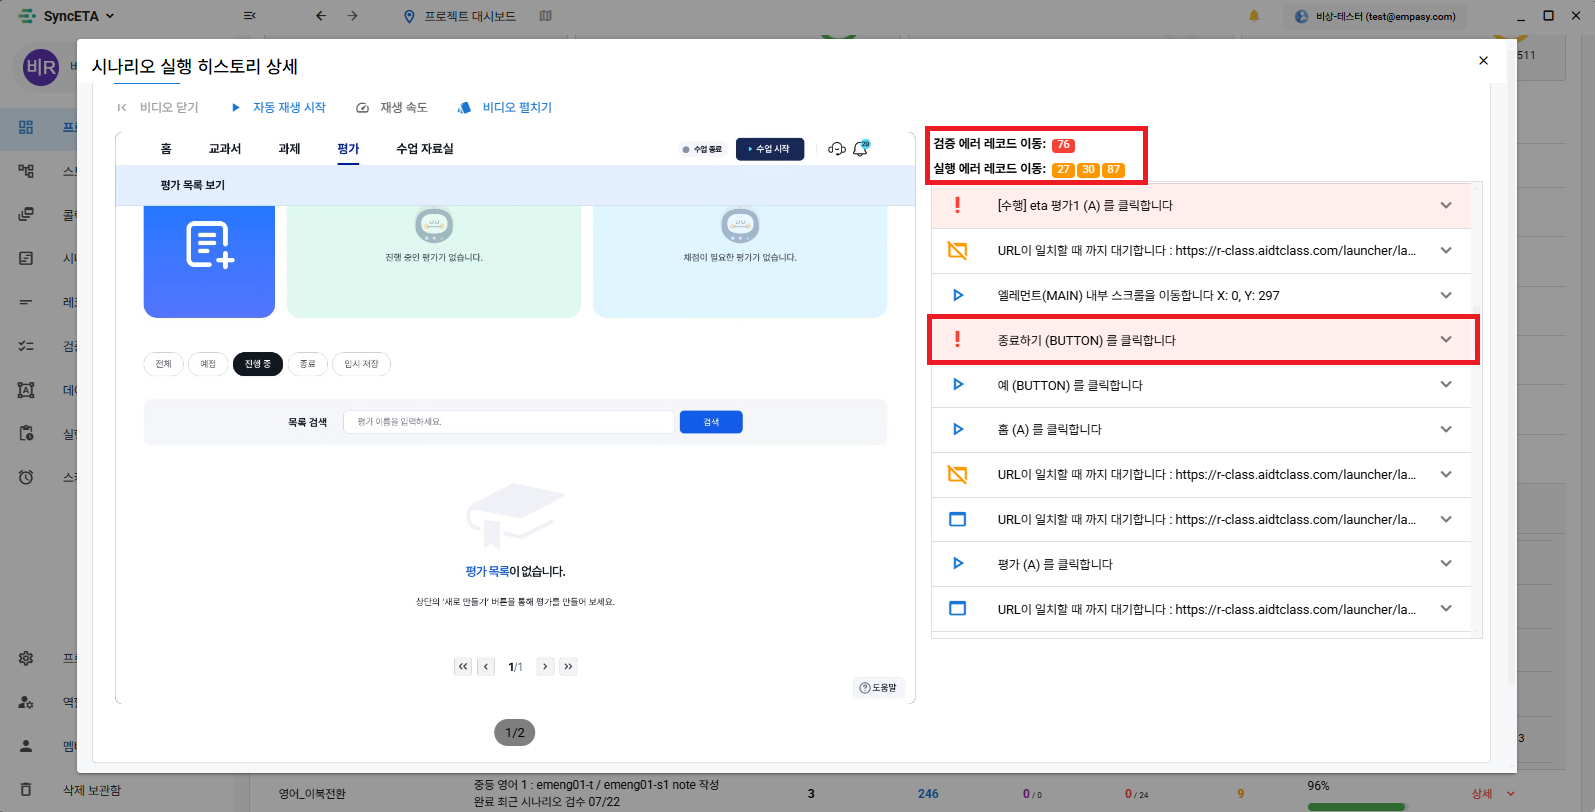 SyncETA
프로젝트 대시보드
비상-테스터 (test@empasy.com)
비R
511
시나리오 실행 히스토리 상세
비디오 닫기
자동 재생 시작
재생 속도
비디오 펼치기
홈
교과서
과제
평가
수업 자료실
수업 종료
수업 시작
29
평가 목록 보기
진행 중인 평가가 없습니다.
채점이 필요한 평가가 없습니다.
전체
예정
진행 중
종료
임시 저장
목록 검색
평가 이름을 입력하세요.
검색
평가 목록이 없습니다.
상단의 '새로 만들기' 버튼을 통해 평가를 만들어 보세요.
1/1
도움말
1/2
검증 에러 레코드 이동: 76
실행 에러 레코드 이동: 27 30 87
[수행] eta 평가1 (A) 를 클릭합니다
URL이 일치할 때 까지 대기합니다 : https://r-class.aidtclass.com/launcher/la...
엘레먼트(MAIN) 내부 스크롤을 이동합니다 X: 0, Y: 297
종료하기 (BUTTON) 를 클릭합니다
예 (BUTTON) 를 클릭합니다
홈 (A) 를 클릭합니다
URL이 일치할 때 까지 대기합니다 : https://r-class.aidtclass.com/launcher/la...
URL이 일치할 때 까지 대기합니다 : https://r-class.aidtclass.com/launcher/la...
평가 (A) 를 클릭합니다
URL이 일치할 때 까지 대기합니다 : https://r-class.aidtclass.com/launcher/la...
3
삭제 보관함
영어_이북전환
중등 영어 1 : emeng01-t / emeng01-s1 note 작성
완료 최근 시나리오 검수 07/22
3
246
0 / 0
0 / 24
9
96%
상세